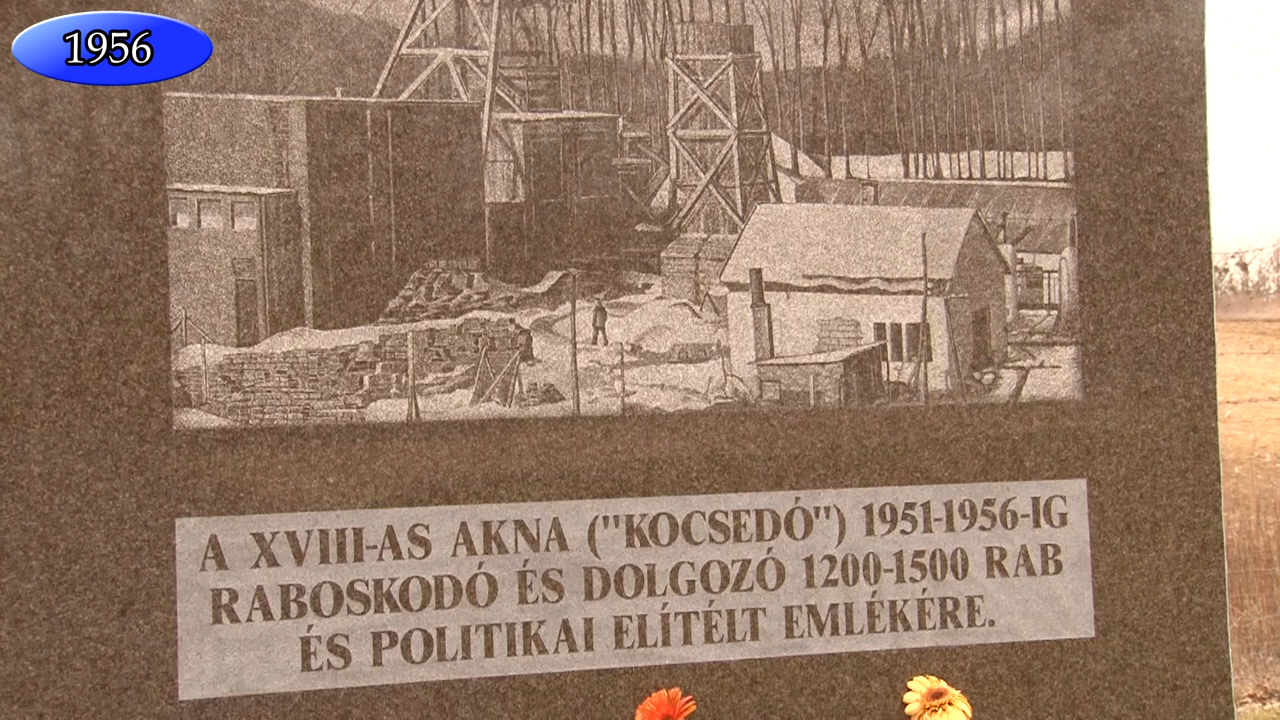 1956
A XVIII-AS AKNA ("KOCSEDÓ") 1951-1956-IG
RABOSKODÓ ÉS DOLGOZÓ 1200-1500 RAB
ÉS POLITIKAI ELÍTÉLT EMLÉKÉRE.